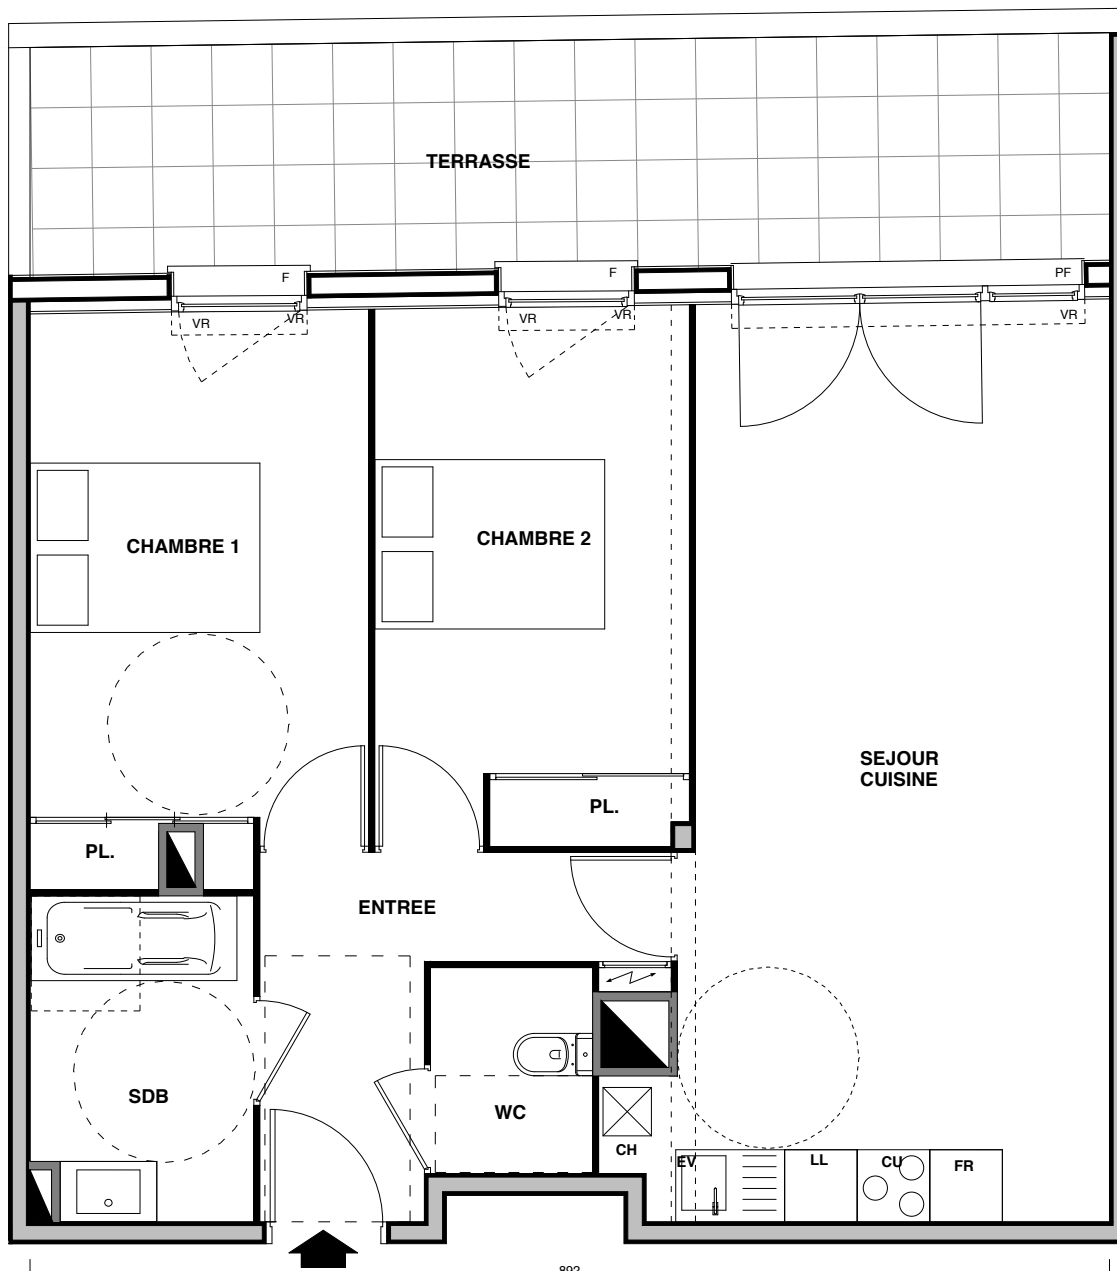 TERRASSE
F
F
PF
VR
VR
VR
VR
VR
CHAMBRE 1
CHAMBRE 2
SEJOUR
CUISINE
PL.
PL.
ENTREE
SDB
WC
CH
EV
LL
CU
FR
892